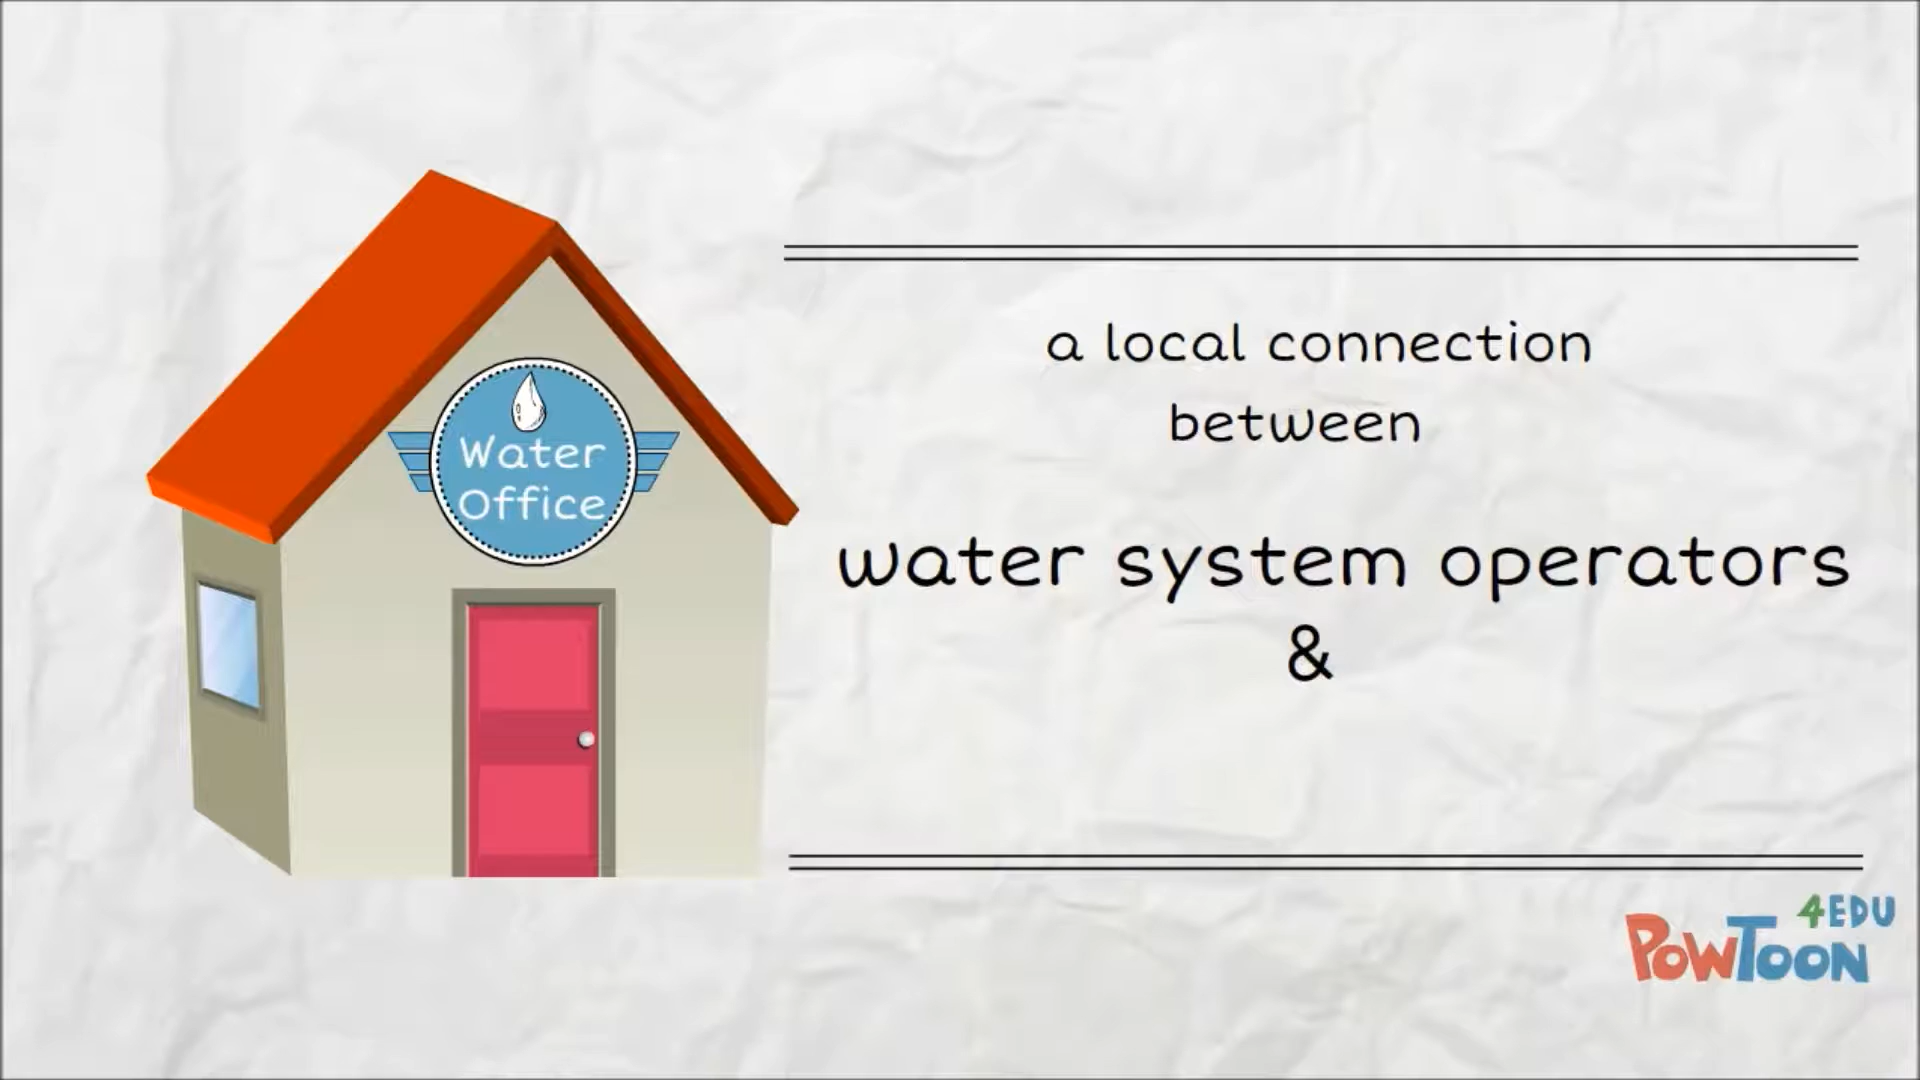 Water
Office
a local connection
between
water system operators
&
4EDU
PowToon